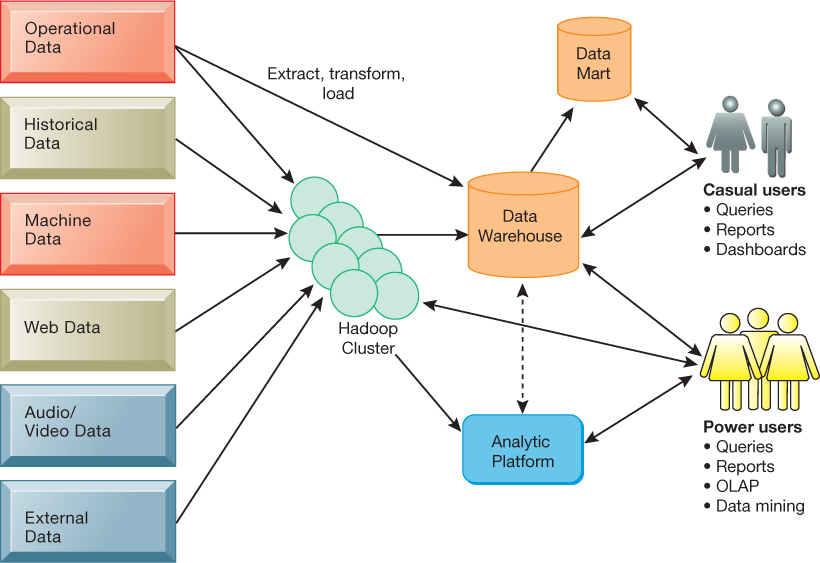 Operational
Data
Historical
Data
Machine
Data
Web Data
Audio/
Video Data
External
Data
Extract, transform,
load
Hadoop
Cluster
Data
Mart
Data
Warehouse
Analytic
Platform
Casual users
• Queries
• Reports
• Dashboards
Power users
• Queries
• Reports
• OLAP
• Data mining